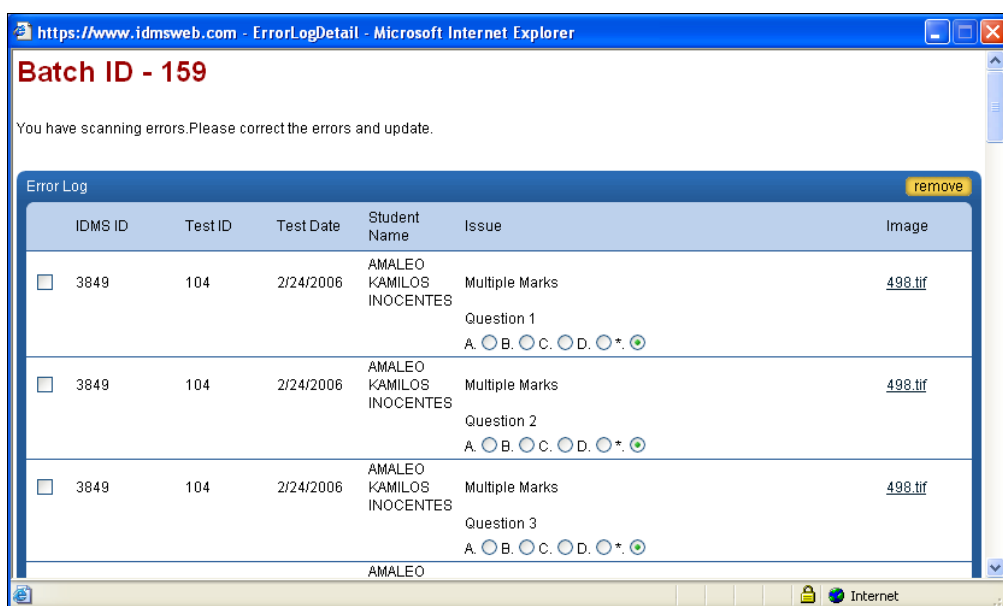 https://www.idmsweb.com - ErrorLogDetail - Microsoft Internet Explorer
Batch ID - 159
You have scanning errors.Please correct the errors and update.
Error Log remove
IDMS ID Test ID Test Date Student Name Issue Image
3849 104 2/24/2006 AMALEO KAMILOS INOCENTES Multiple Marks 498.tif
Question 1
A. B. C. D. *.
3849 104 2/24/2006 AMALEO KAMILOS INOCENTES Multiple Marks 498.tif
Question 2
A. B. C. D. *.
3849 104 2/24/2006 AMALEO KAMILOS INOCENTES Multiple Marks 498.tif
Question 3
A. B. C. D. *.
AMALEO
Internet